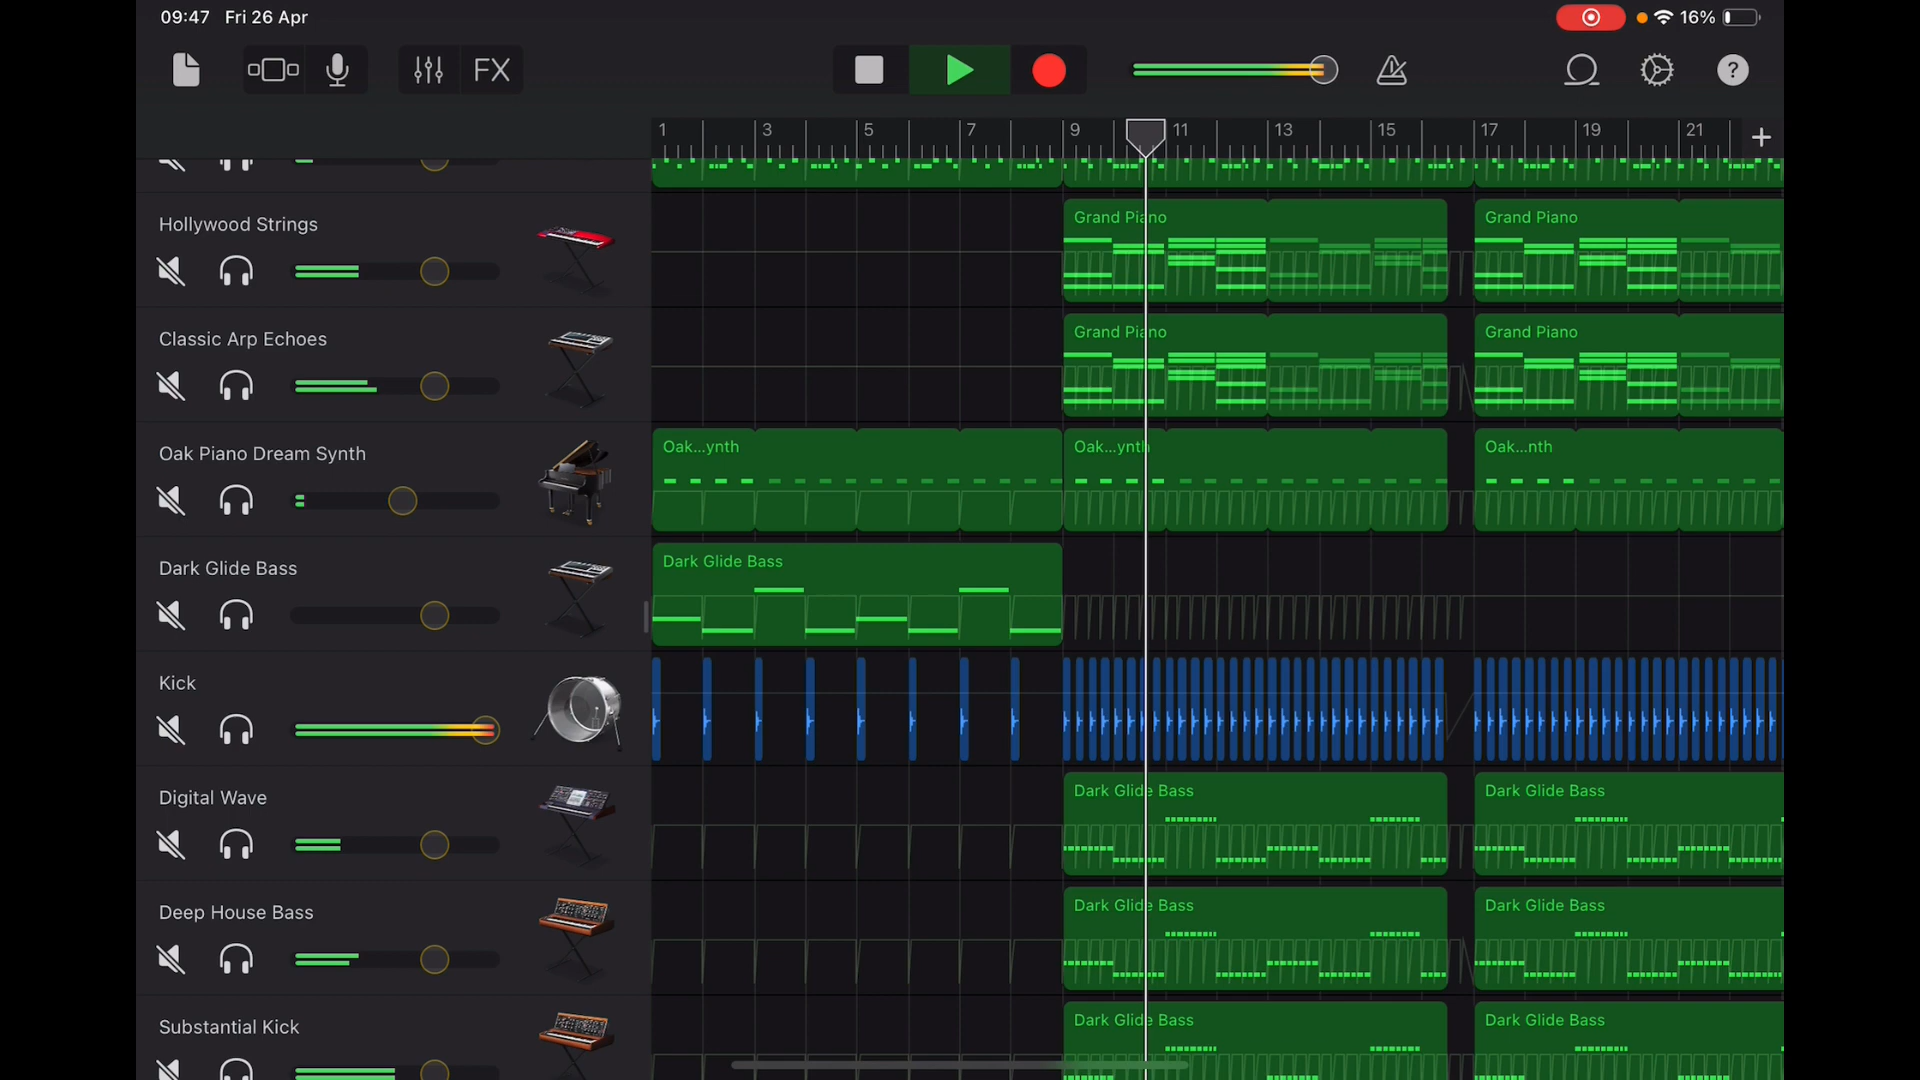 09:47 Fri 26 Apr 16%
FX ?
1 3 5 7 9 11 13 15 17 19 21 +
Hollywood Strings
Grand Piano Grand Piano
Classic Arp Echoes
Grand Piano Grand Piano
Oak Piano Dream Synth
Oak...ynth Oak...ynth Oak...nth
Dark Glide Bass
Dark Glide Bass
Kick
Digital Wave
Dark Glide Bass Dark Glide Bass
Deep House Bass
Dark Glide Bass Dark Glide Bass
Substantial Kick
Dark Glide Bass Dark Glide Bass